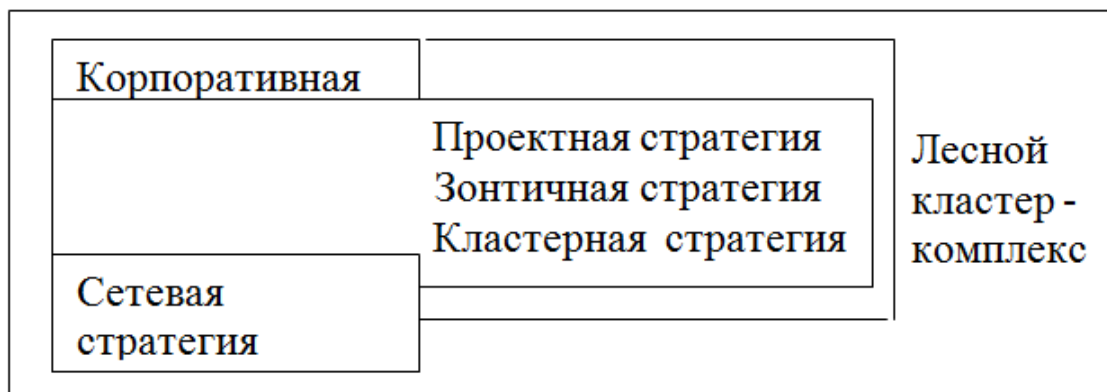 Корпоративная
Проектная стратегия
Зонтичная стратегия
Кластерная стратегия
Лесной
кластер -
комплекс
Сетевая
стратегия